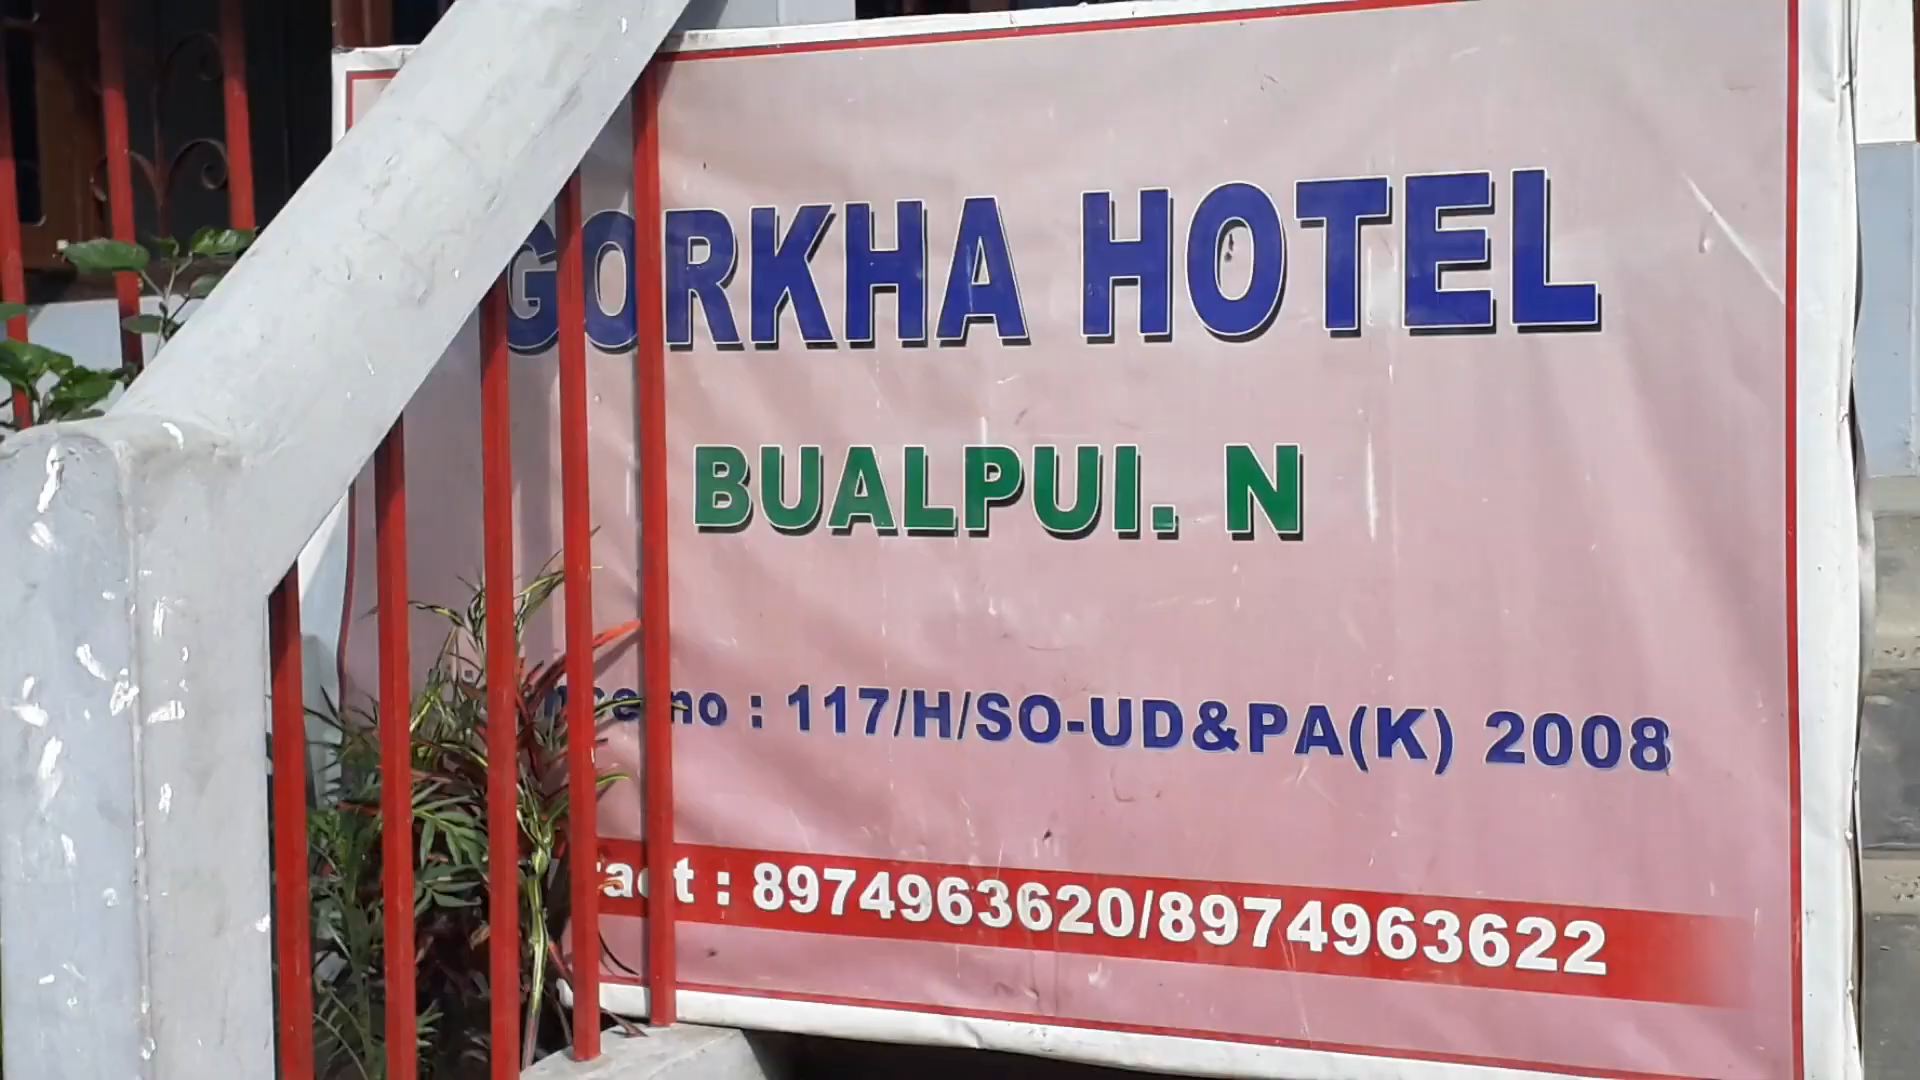 GORKHA HOTEL
BUALPUI. N
no : 117/H/SO-UD&PA(K) 2008
: 8974963620/8974963622